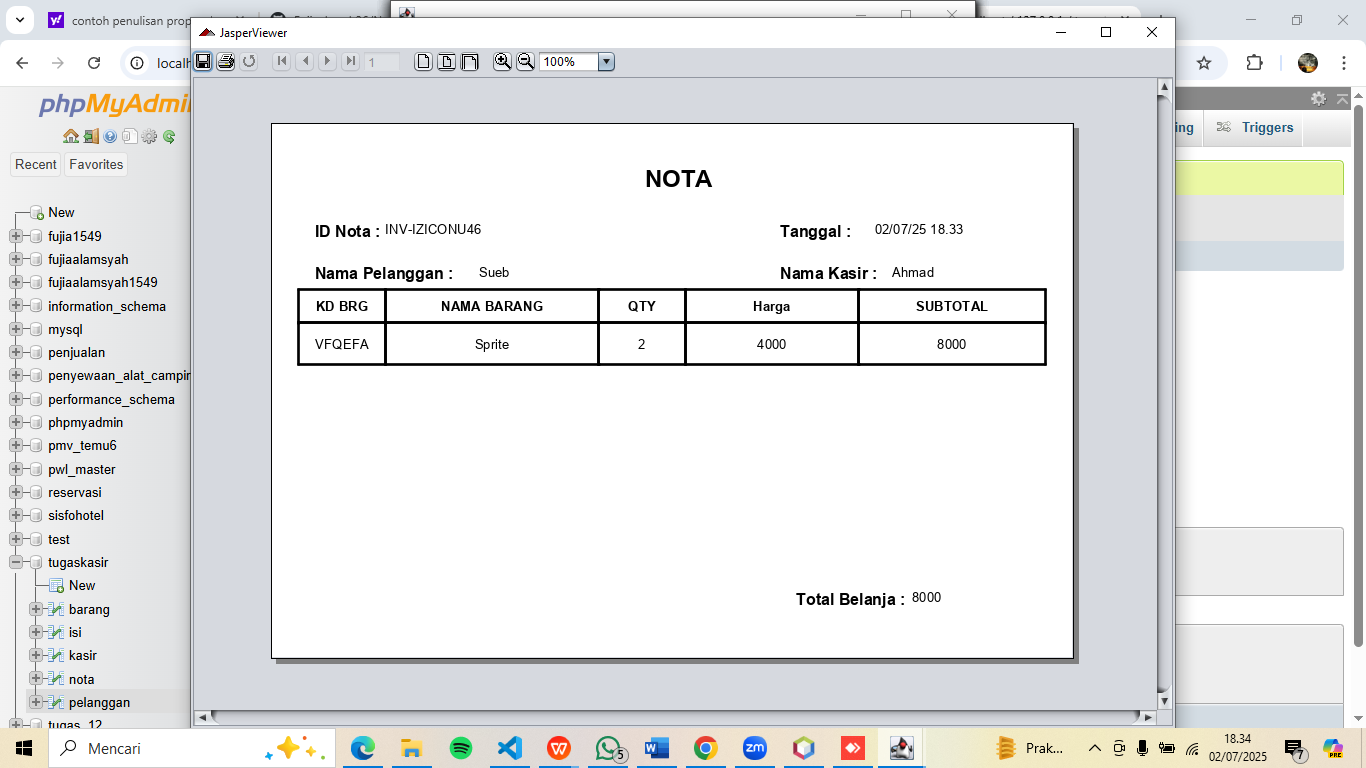 contoh penulisan prop
JasperViewer
localh
1
100%
phpMyAdmin
Recent
Favorites
ing
Triggers
NOTA
ID Nota : INV-IZICONU46
Tanggal : 02/07/25 18.33
Nama Pelanggan : Sueb
Nama Kasir : Ahmad
KD BRG NAMA BARANG QTY Harga SUBTOTAL
VFQEFA Sprite 2 4000 8000
Total Belanja : 8000
New
fujia1549
fujiaalamsyah
fujiaalamsyah1549
information_schema
mysql
penjualan
penyewaan_alat_campin
performance_schema
phpmyadmin
pmv_temu6
pwl_master
reservasi
sisfohotel
test
tugaskasir
New
barang
isi
kasir
nota
pelanggan
tugas_12
Mencari
5
zm
Prak...
18.34
02/07/2025
7
PRE